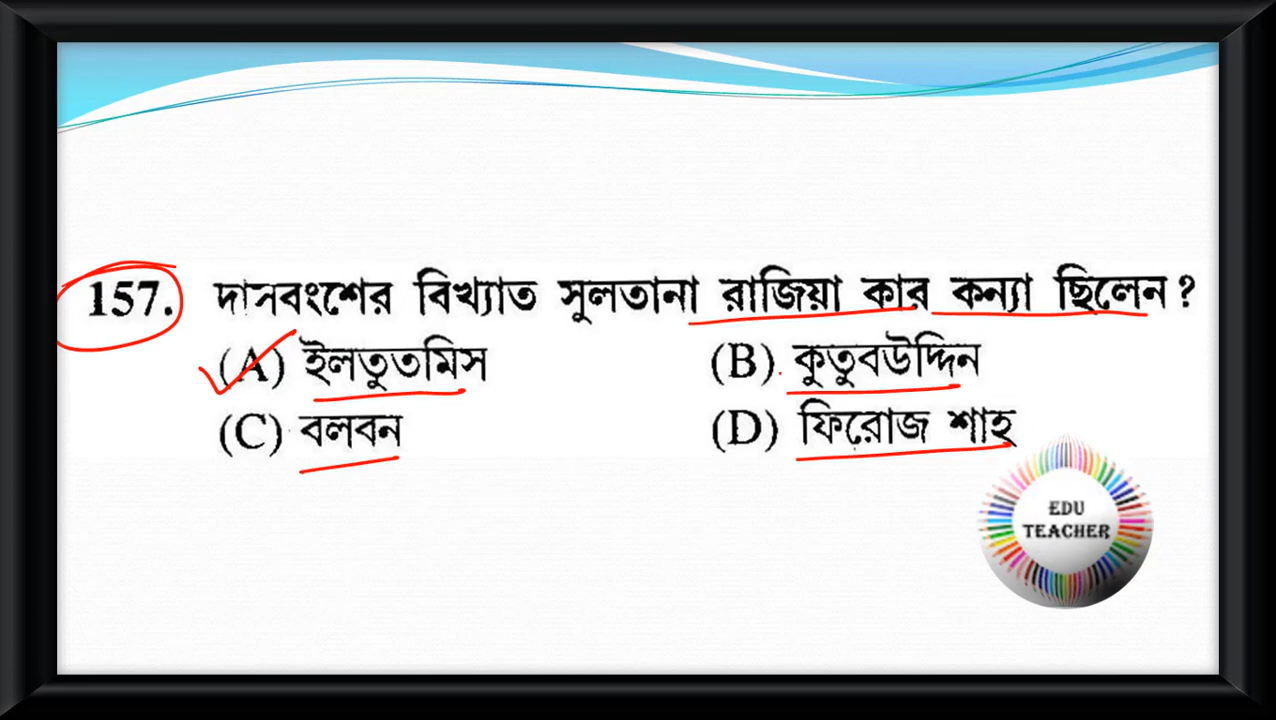 157. দাসবংশের বিখ্যাত সুলতানা রাজিয়া কার কন্যা ছিলেন?
(A) ইলতুতমিস (B) কুতুবউদ্দিন
(C) বলবন (D) ফিরোজ শাহ
EDU
TEACHER